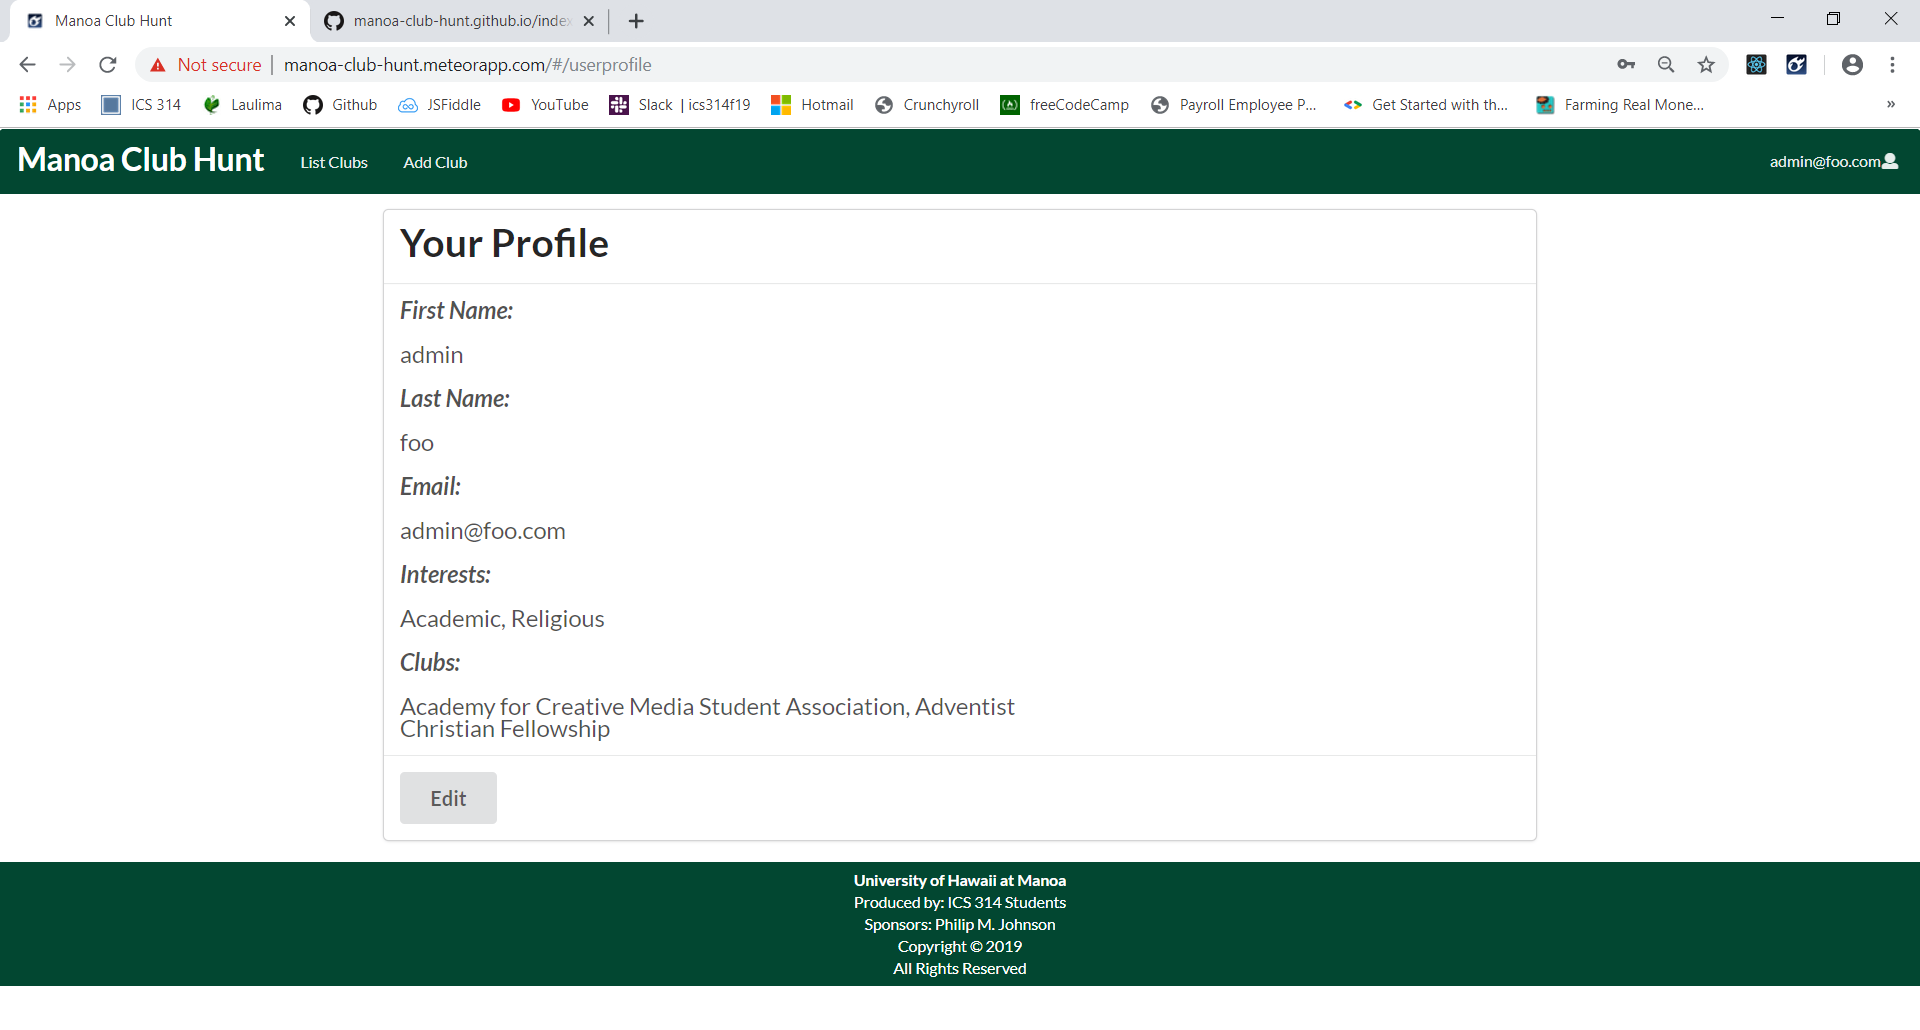 Manoa Club Hunt
manoa-club-hunt.github.io/inde
Not secure
manoa-club-hunt.meteorapp.com/#/userprofile
Apps
ICS 314
Laulima
Github
JSFiddle
YouTube
Slack | ics314f19
Hotmail
Crunchyroll
freeCodeCamp
Payroll Employee P...
Get Started with th...
Farming Real Mone...
»
Manoa Club Hunt
List Clubs
Add Club
admin@foo.com
Your Profile
First Name:
admin
Last Name:
foo
Email:
admin@foo.com
Interests:
Academic, Religious
Clubs:
Academy for Creative Media Student Association, Adventist
Christian Fellowship
Edit
University of Hawaii at Manoa
Produced by: ICS 314 Students
Sponsors: Philip M. Johnson
Copyright © 2019
All Rights Reserved